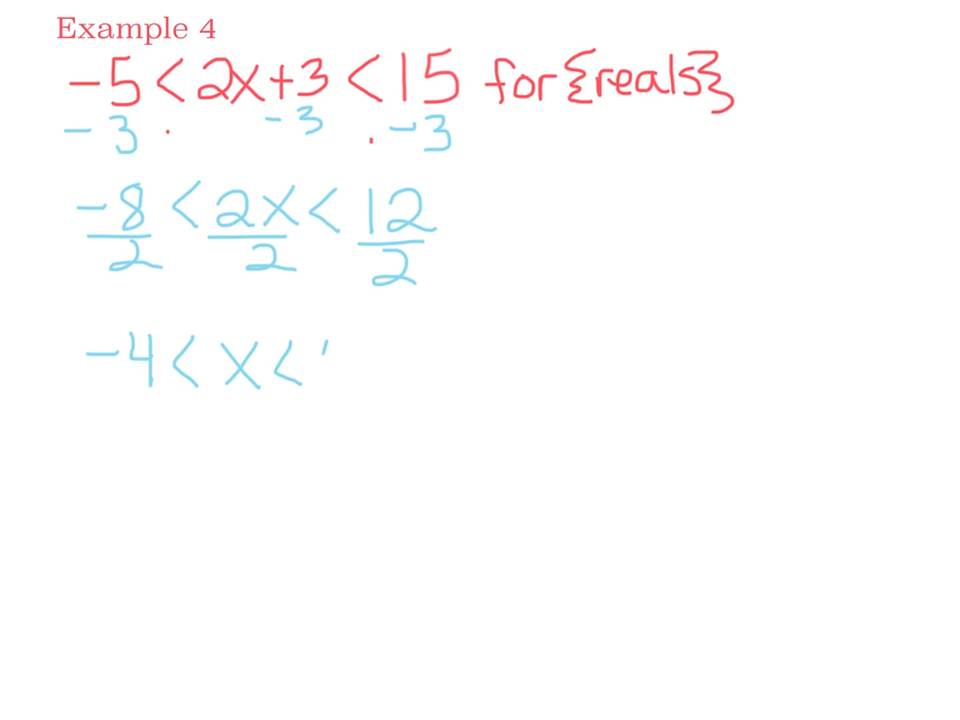 Example 4
-5 < 2x+3 < 15 for {reals}
-3 -3 -3
-8 < 2x < 12
2 2 2
-4 < x <